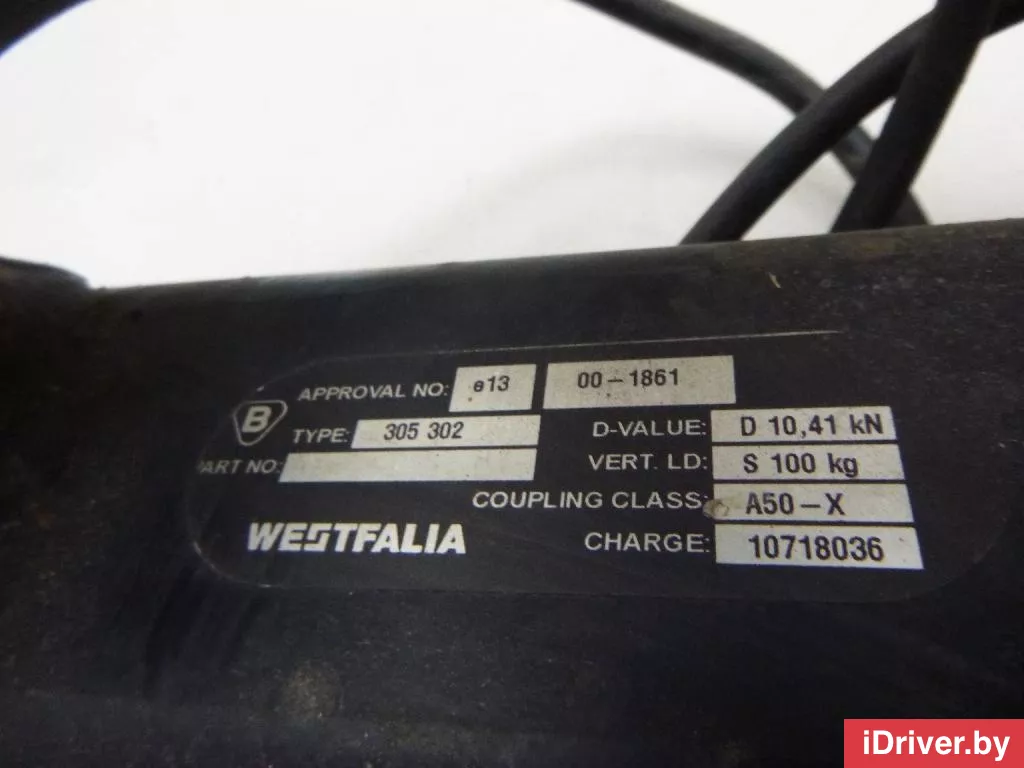 APPROVAL NO: e13 00-1861
B
TYPE: 305 302 D-VALUE: D 10,41 kN
PART NO: VERT. LD: S 100 kg
COUPLING CLASS: A50-X
WESTFALIA CHARGE: 10718036
iDriver.by